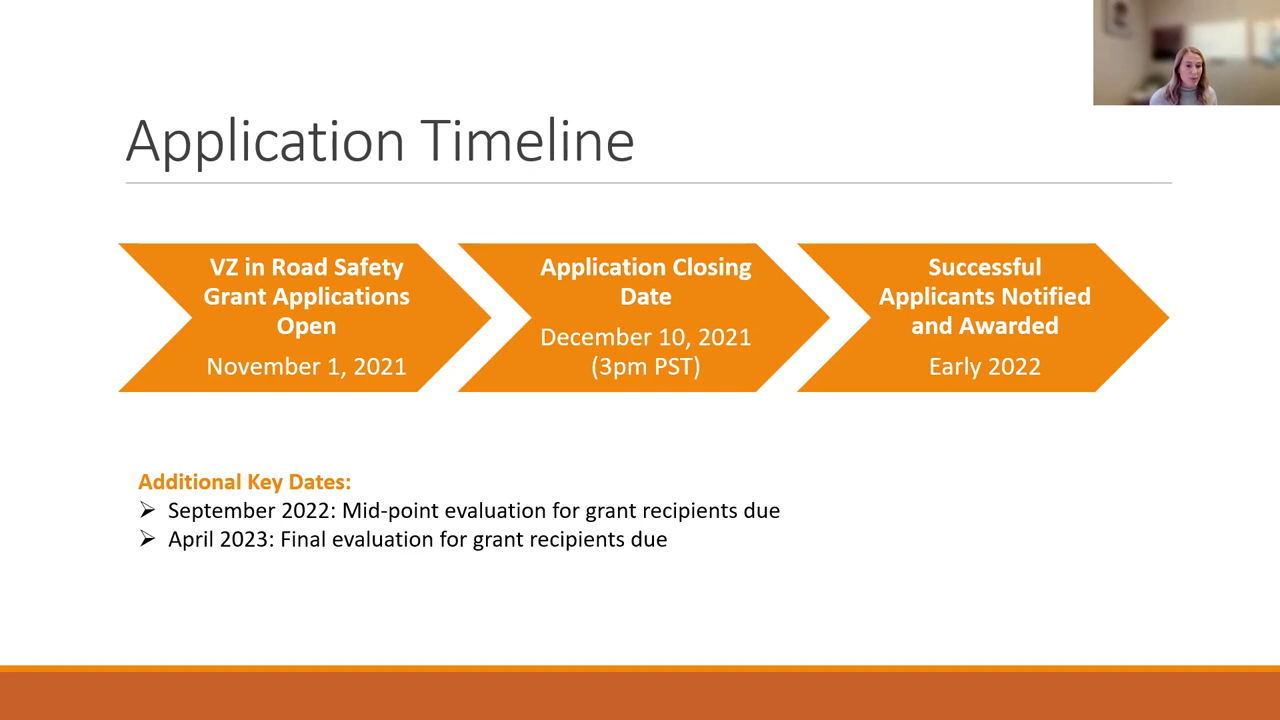 Application Timeline
VZ in Road Safety
Grant Applications
Open
November 1, 2021
Application Closing
Date
December 10, 2021
(3pm PST)
Successful
Applicants Notified
and Awarded
Early 2022
Additional Key Dates:
September 2022: Mid-point evaluation for grant recipients due
April 2023: Final evaluation for grant recipients due